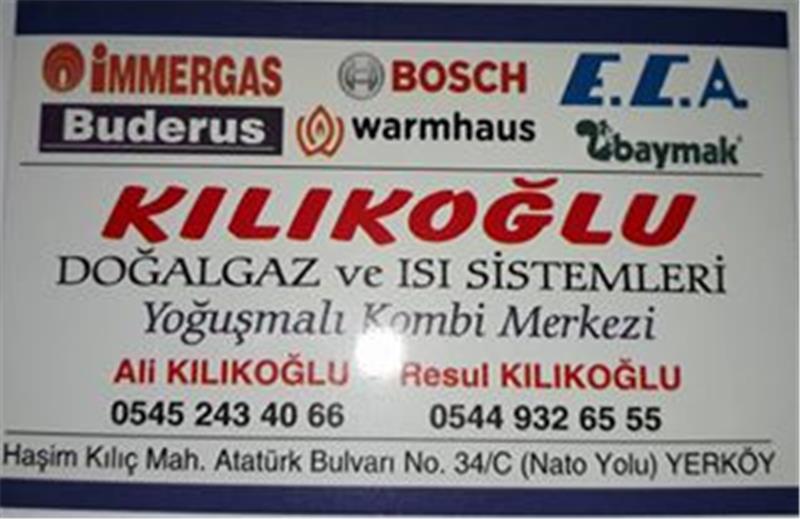 İMMERGAS BOSCH E.C.A.
Buderus warmhaus baymak
KILIKOĞLU
DOĞALGAZ ve ISI SİSTEMLERİ
Yoğuşmalı Kombi Merkezi
Ali KILIKOĞLU Resul KILIKOĞLU
0545 243 40 66 0544 932 65 55
Haşim Kılıç Mah. Atatürk Bulvarı No. 34/C (Nato Yolu) YERKÖY